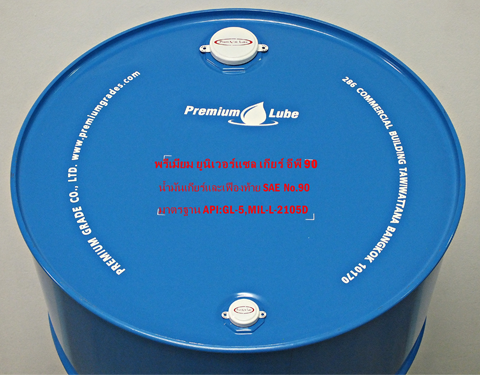 Premium Lube
พรีเมียม ยูนิเวอร์แซล เกียร์ อีพี 90
น้ำมันเกียร์และเฟืองท้าย SAE No.90
มาตรฐาน API:GL-5,MIL-L-2105D
PREMIUM GRADE CO., LTD. www.premiumgrades.com
286 COMMERCIAL BUILDING TAWIWATTANA BANGKOK 10170